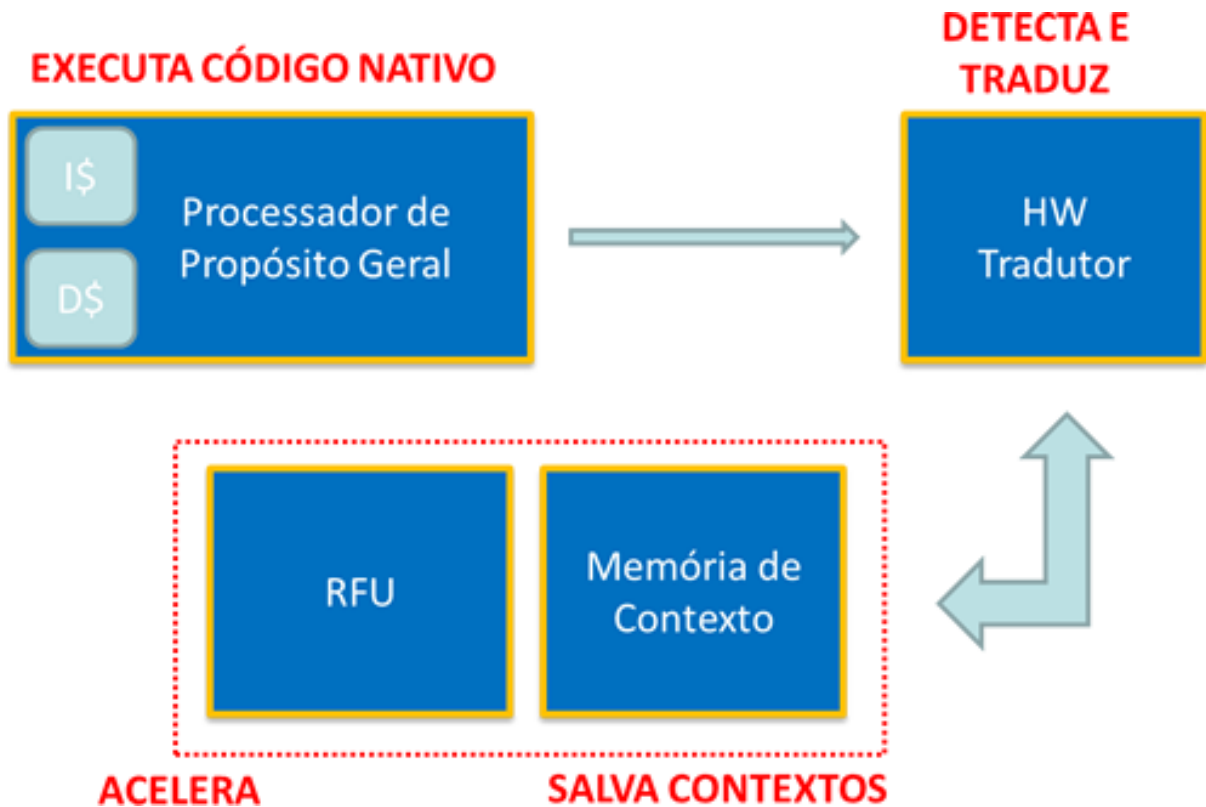 EXECUTA CÓDIGO NATIVO
DETECTA E
TRADUZ
I$
D$
Processador de
Propósito Geral
HW
Tradutor
RFU
Memória de
Contexto
ACELERA
SALVA CONTEXTOS